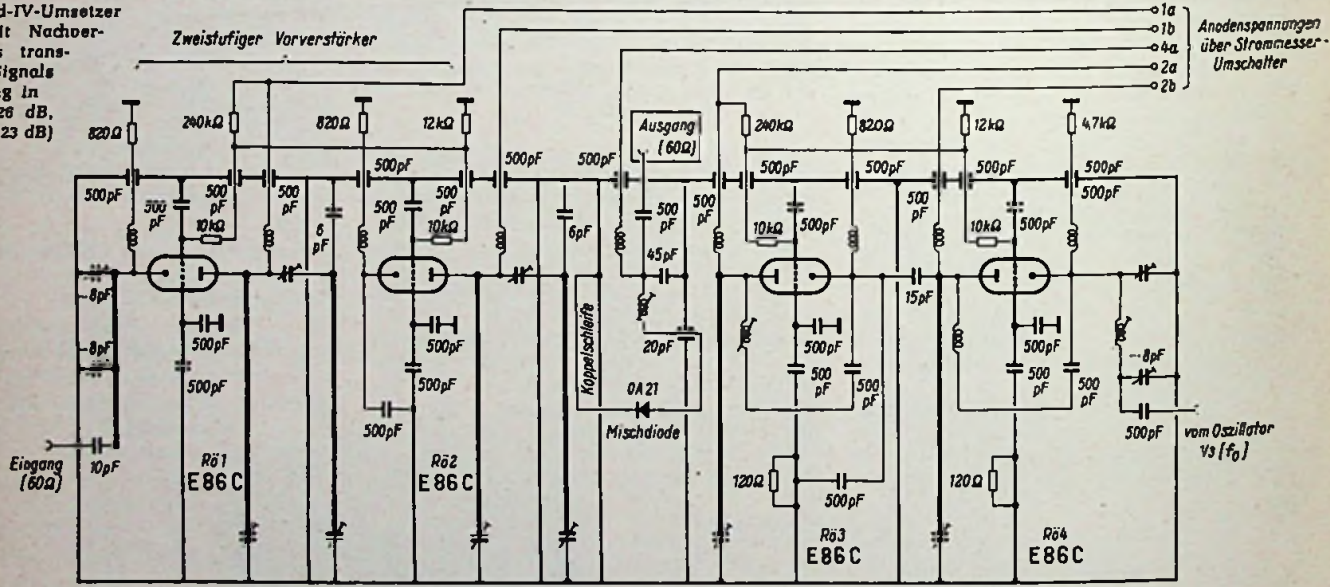 d-IV-Umsetzer
lt Nachver-
s trans-
Signals
g in
26 dB,
23 dB)
Zweistufiger Vorverstärker
1a
1b
4a
2a
2b
Anodenspannungen
über Strommesser-
Umschalter
820Ω
240kΩ
820Ω
12kΩ
Ausgang
(60Ω)
240kΩ
820Ω
12kΩ
4,7kΩ
500pF
500pF
500pF
500pF
500pF
500pF
500pF
500pF
500pF
500
pF
500
pF
500
pF
6
pF
500
pF
500
pF
6pF
500
pF
500
pF
500pF
500pF
500
pF
500pF
10kΩ
10kΩ
45pF
10kΩ
10kΩ
~8pF
~8pF
15pF
500pF
500pF
500pF
500pF
500pF
Koppelschleife
20pF
0A21
Mischdiode
500pF
500
pF
500
pF
500pF
500
pF
500
pF
~8pF
500pF
vom Oszillator
V3 (f0)
Eingang
(60Ω)
10pF
Rö1
E86C
Rö2
E86C
120Ω
500pF
Rö3
E86C
120Ω
Rö4
E86C